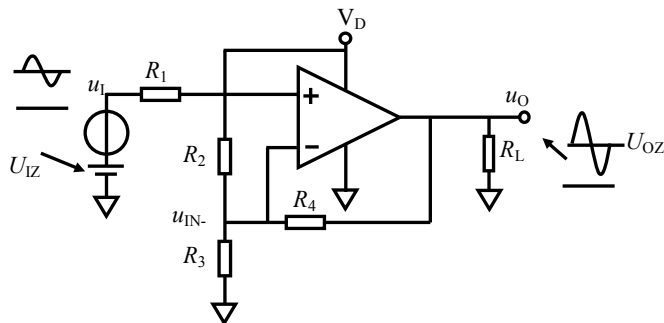 V_D
u_I
R_1
+
u_O
U_IZ
R_2
−
R_L
U_OZ
u_IN-
R_4
R_3